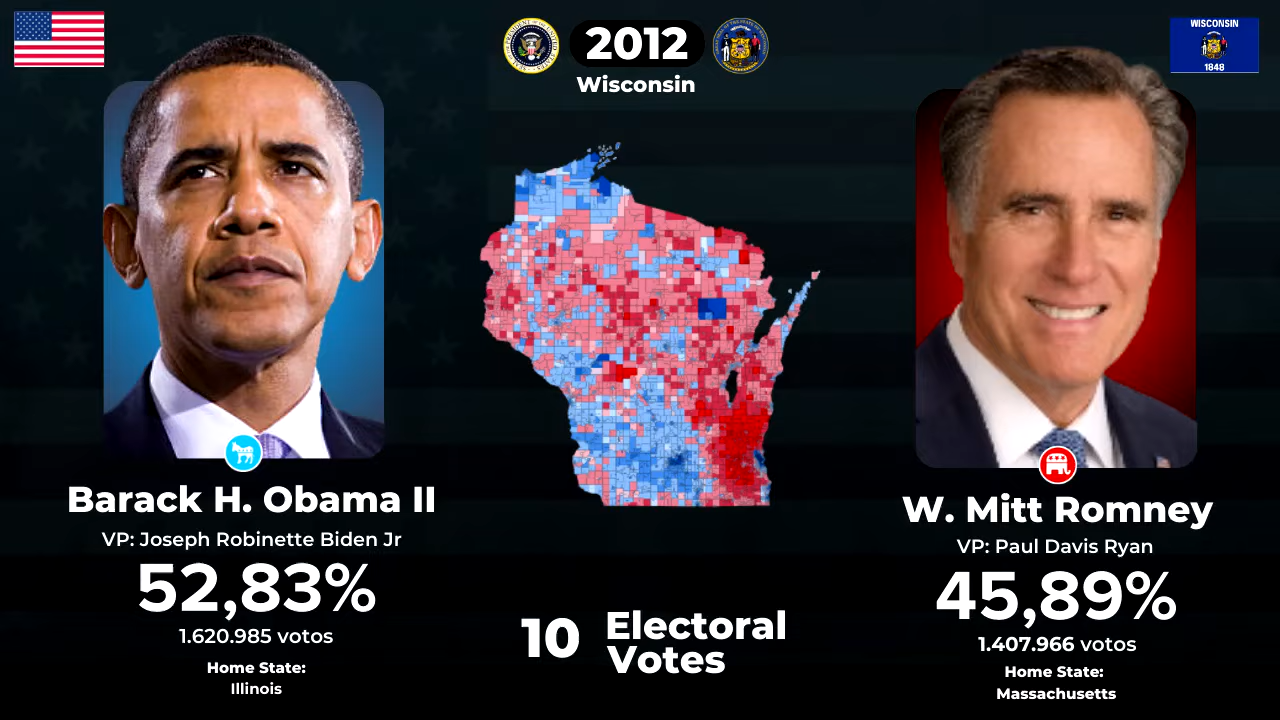 2012
Wisconsin
WISCONSIN
1848
Barack H. Obama II
VP: Joseph Robinette Biden Jr
52,83%
1.620.985 votos
Home State:
Illinois
10 Electoral
Votes
W. Mitt Romney
VP: Paul Davis Ryan
45,89%
1.407.966 votos
Home State:
Massachusetts